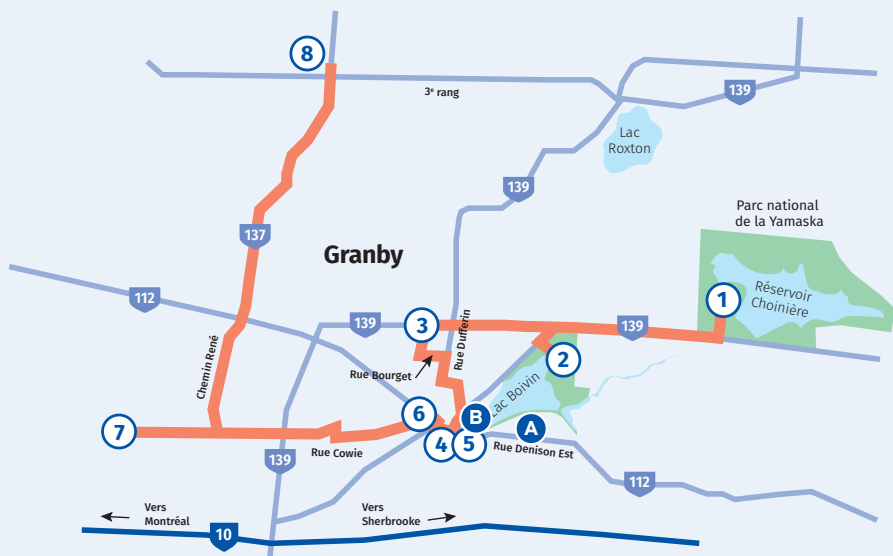 8
3e rang
139
Lac
Roxton
139
Parc national
de la Yamaska
137
Granby
112
1
Réservoir
Choinière
139
3
139
Rue Dufferin
2
Chemin René
Rue Bourget
Lac Boivin
6
B
A
7
4
5
Rue Cowie
Rue Denison Est
139
112
Vers
Montréal
Vers
Sherbrooke
10